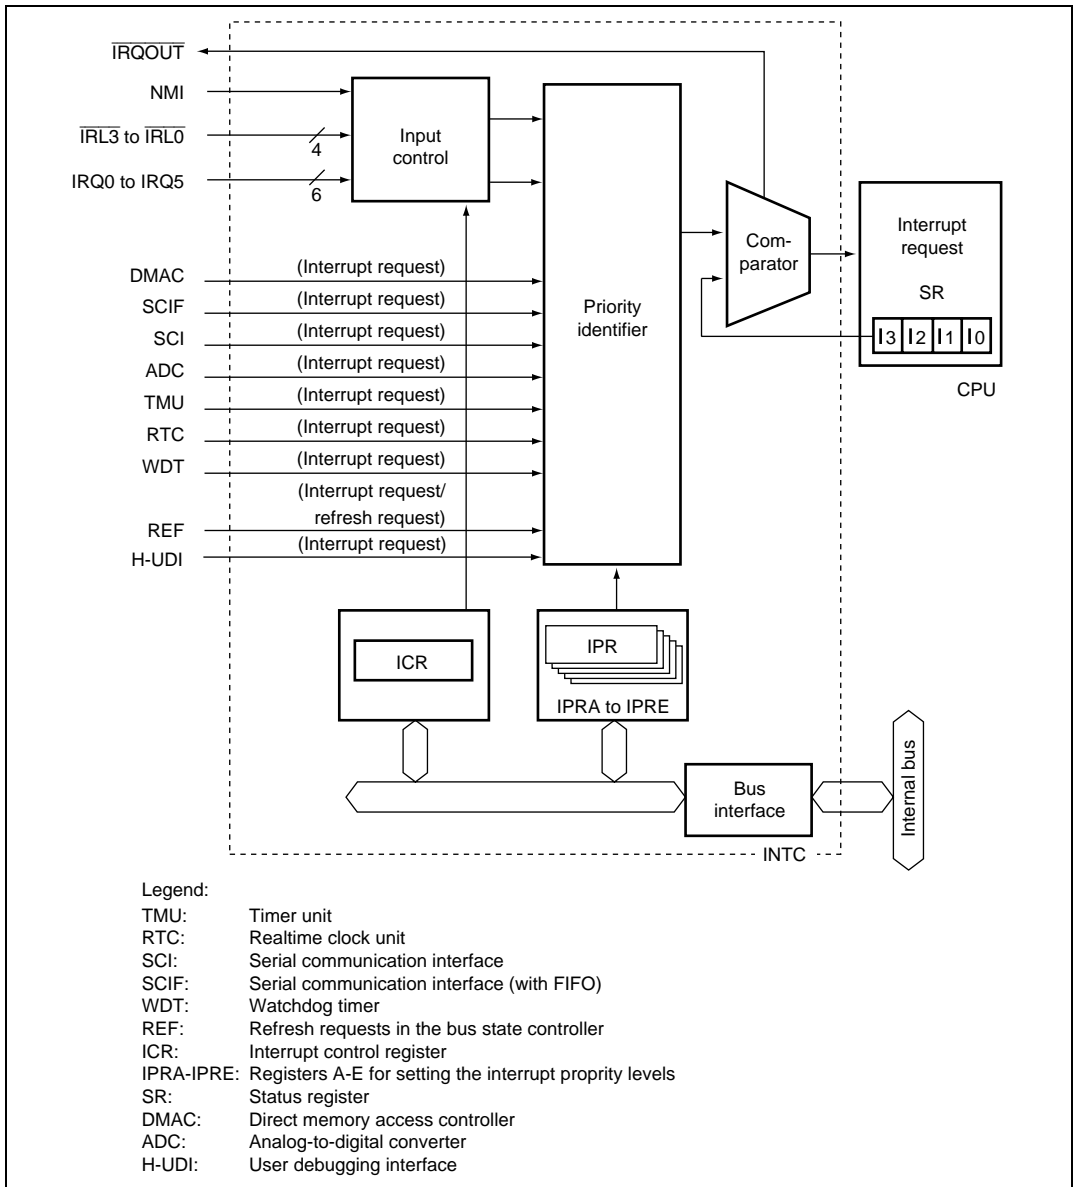 IRQOUT
NMI
IRL3 to IRL0
4
IRQ0 to IRQ5
6
Input
control
DMAC (Interrupt request)
SCIF (Interrupt request)
SCI (Interrupt request)
ADC (Interrupt request)
TMU (Interrupt request)
RTC (Interrupt request)
WDT (Interrupt request)
(Interrupt request/
REF refresh request)
H-UDI (Interrupt request)
Priority
identifier
Com-
parator
Interrupt
request
SR
I3 I2 I1 I0
CPU
ICR
IPR
IPRA to IPRE
Bus
interface
Internal bus
INTC
Legend:
TMU: Timer unit
RTC: Realtime clock unit
SCI: Serial communication interface
SCIF: Serial communication interface (with FIFO)
WDT: Watchdog timer
REF: Refresh requests in the bus state controller
ICR: Interrupt control register
IPRA-IPRE: Registers A-E for setting the interrupt proprity levels
SR: Status register
DMAC: Direct memory access controller
ADC: Analog-to-digital converter
H-UDI: User debugging interface